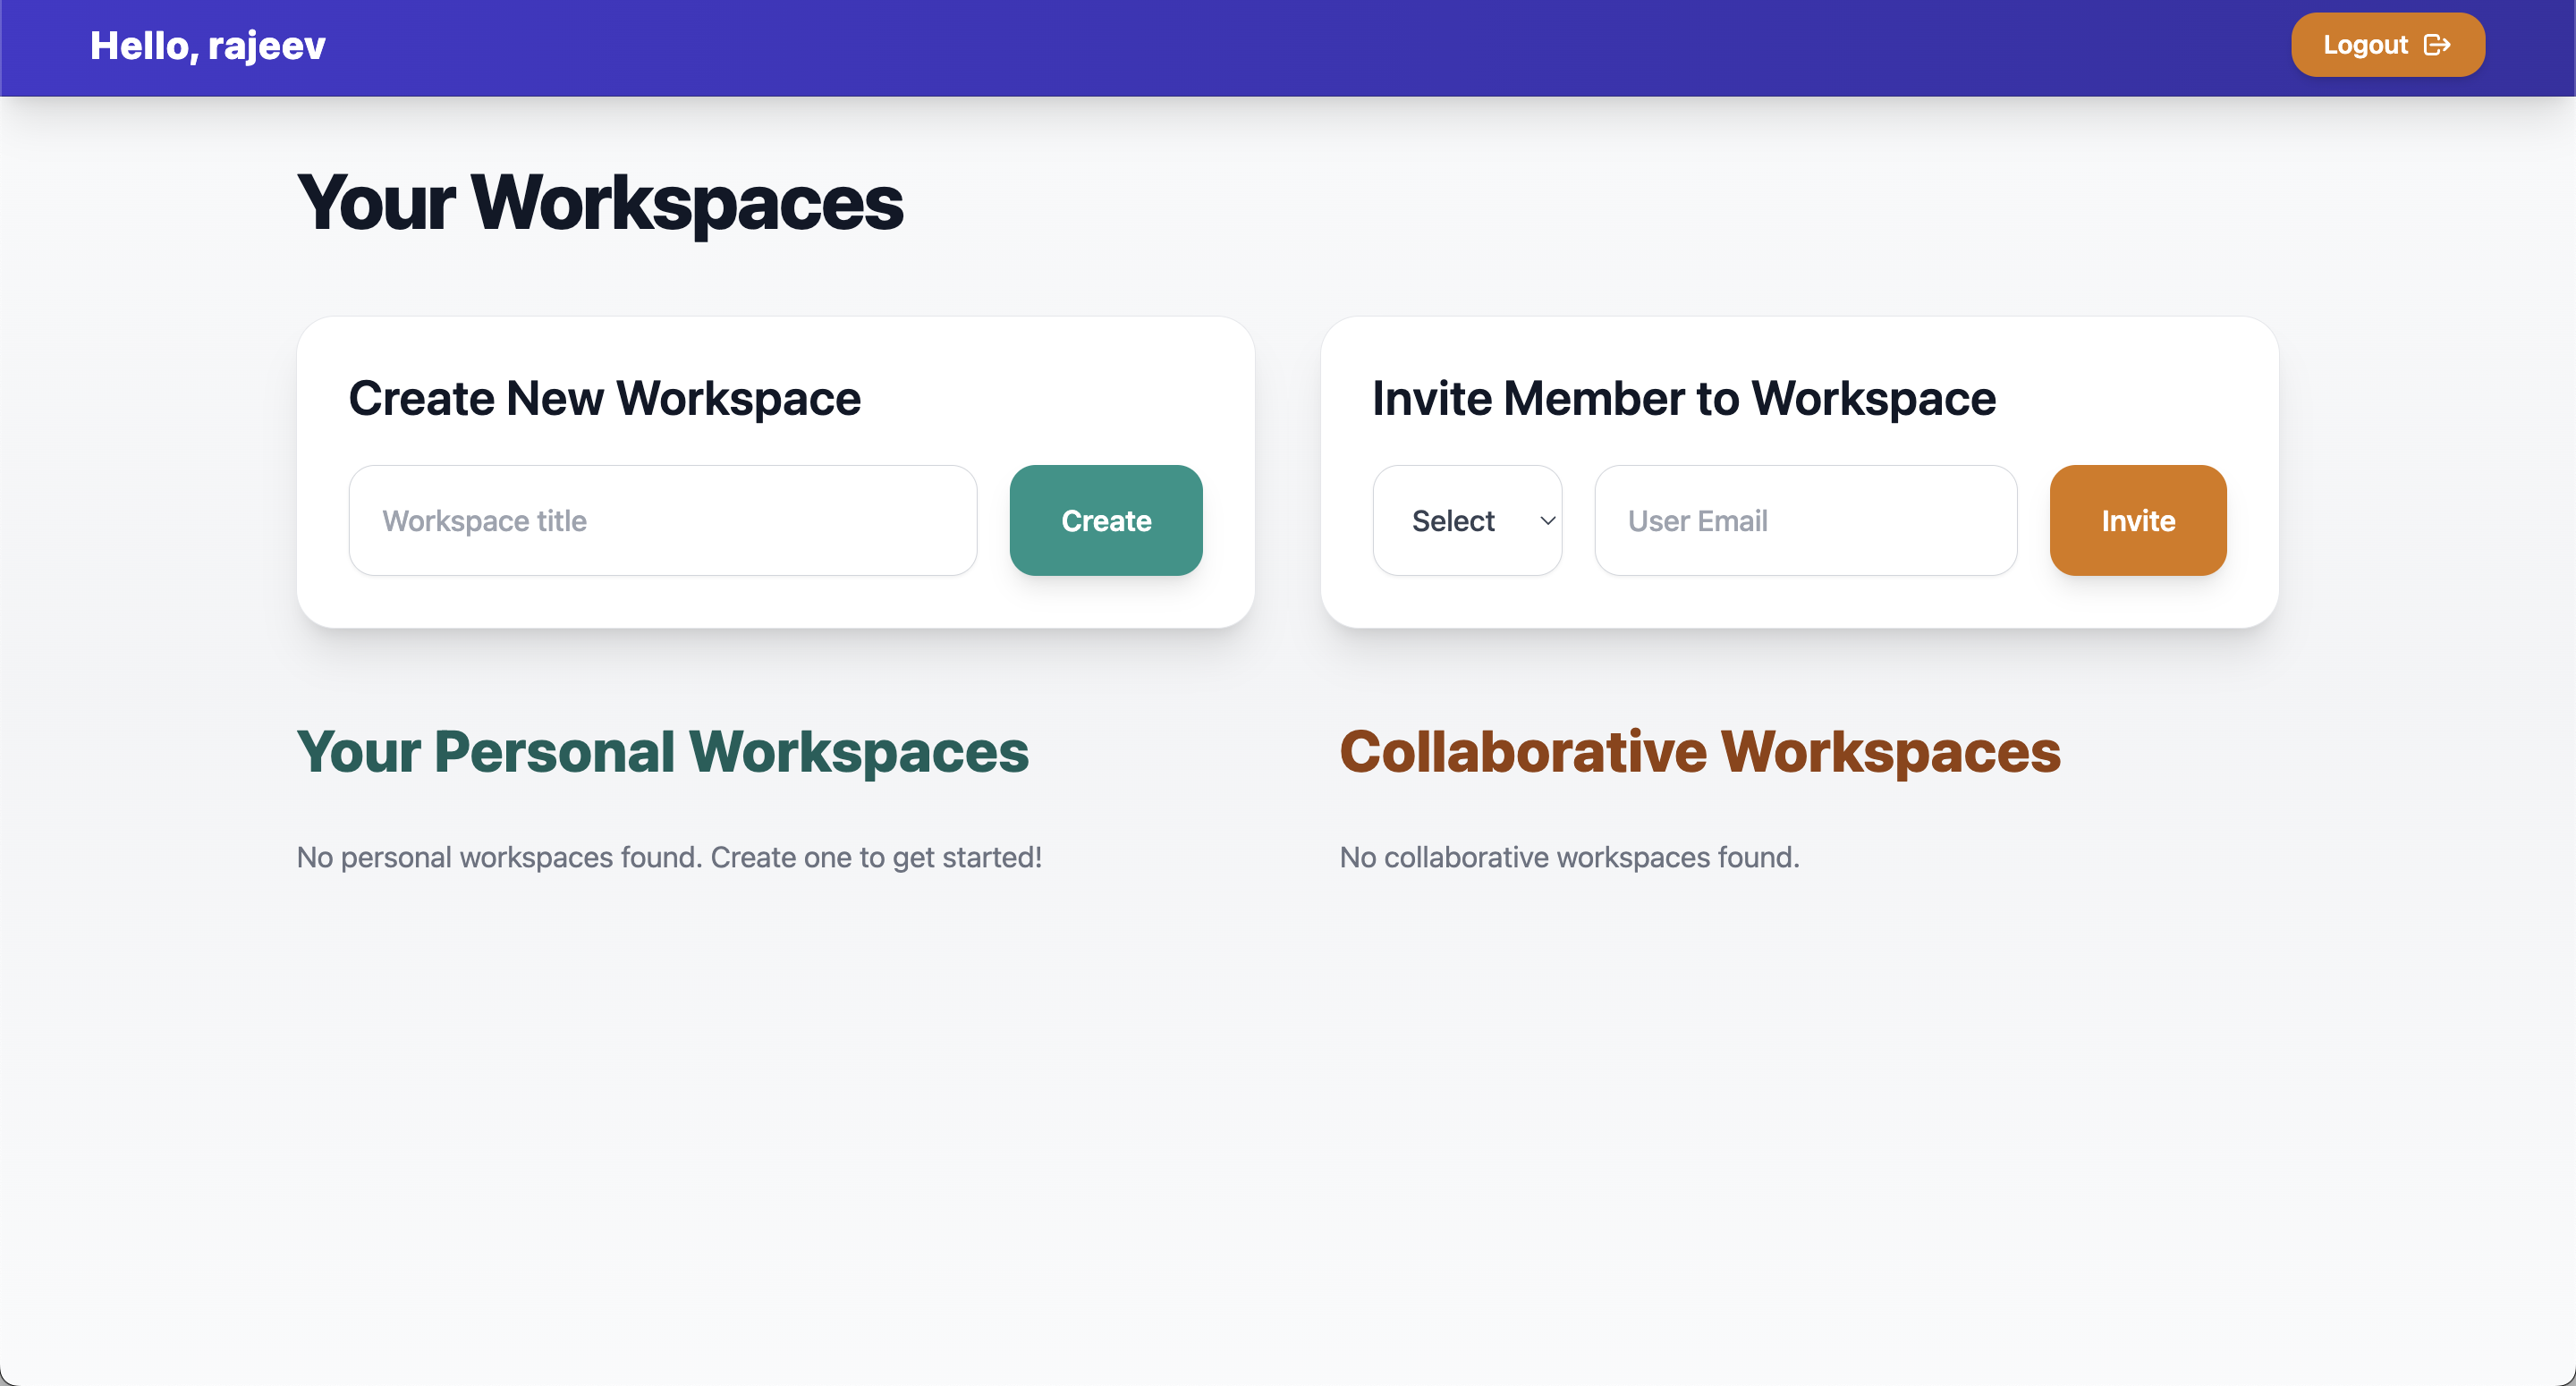 Hello, rajeev
Logout
Your Workspaces
Create New Workspace
Workspace title
Create
Invite Member to Workspace
Select
User Email
Invite
Your Personal Workspaces
No personal workspaces found. Create one to get started!
Collaborative Workspaces
No collaborative workspaces found.